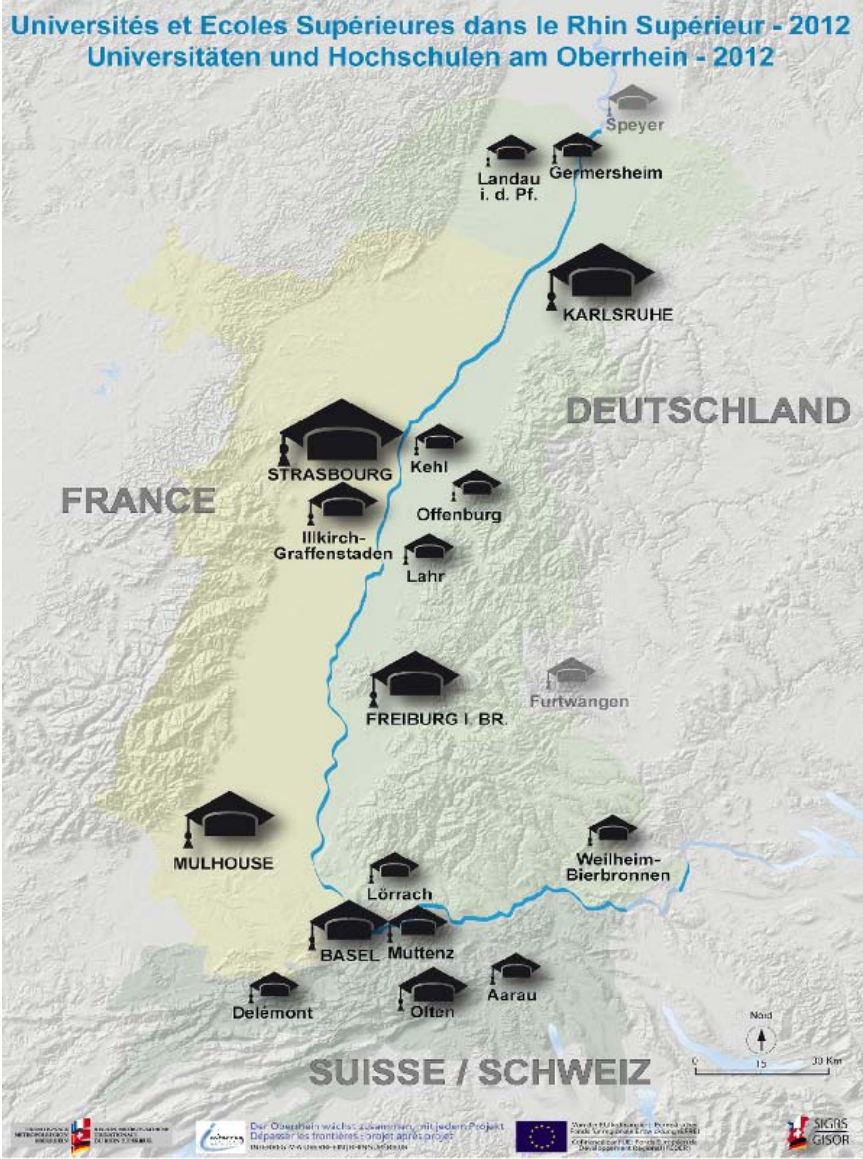 Universités et Ecoles Supérieures dans le Rhin Supérieur - 2012
Universitäten und Hochschulen am Oberrhein - 2012
Speyer
Landau
i. d. Pf.
Germersheim
KARLSRUHE
DEUTSCHLAND
STRASBOURG
Kehl
FRANCE
Offenburg
Illkirch-
Graffenstaden
Lahr
Furtwangen
FREIBURG I. BR.
MULHOUSE
Weilheim-
Bierbronnen
Lörrach
BASEL
Muttenz
Delémont
Olten
Aarau
Nord
0 15 30 Km
SUISSE / SCHWEIZ
Der Oberrhein wächst zusammen, mit jedem Projekt
Dépasser les frontières : projet après projet
SIGRS
GISOR